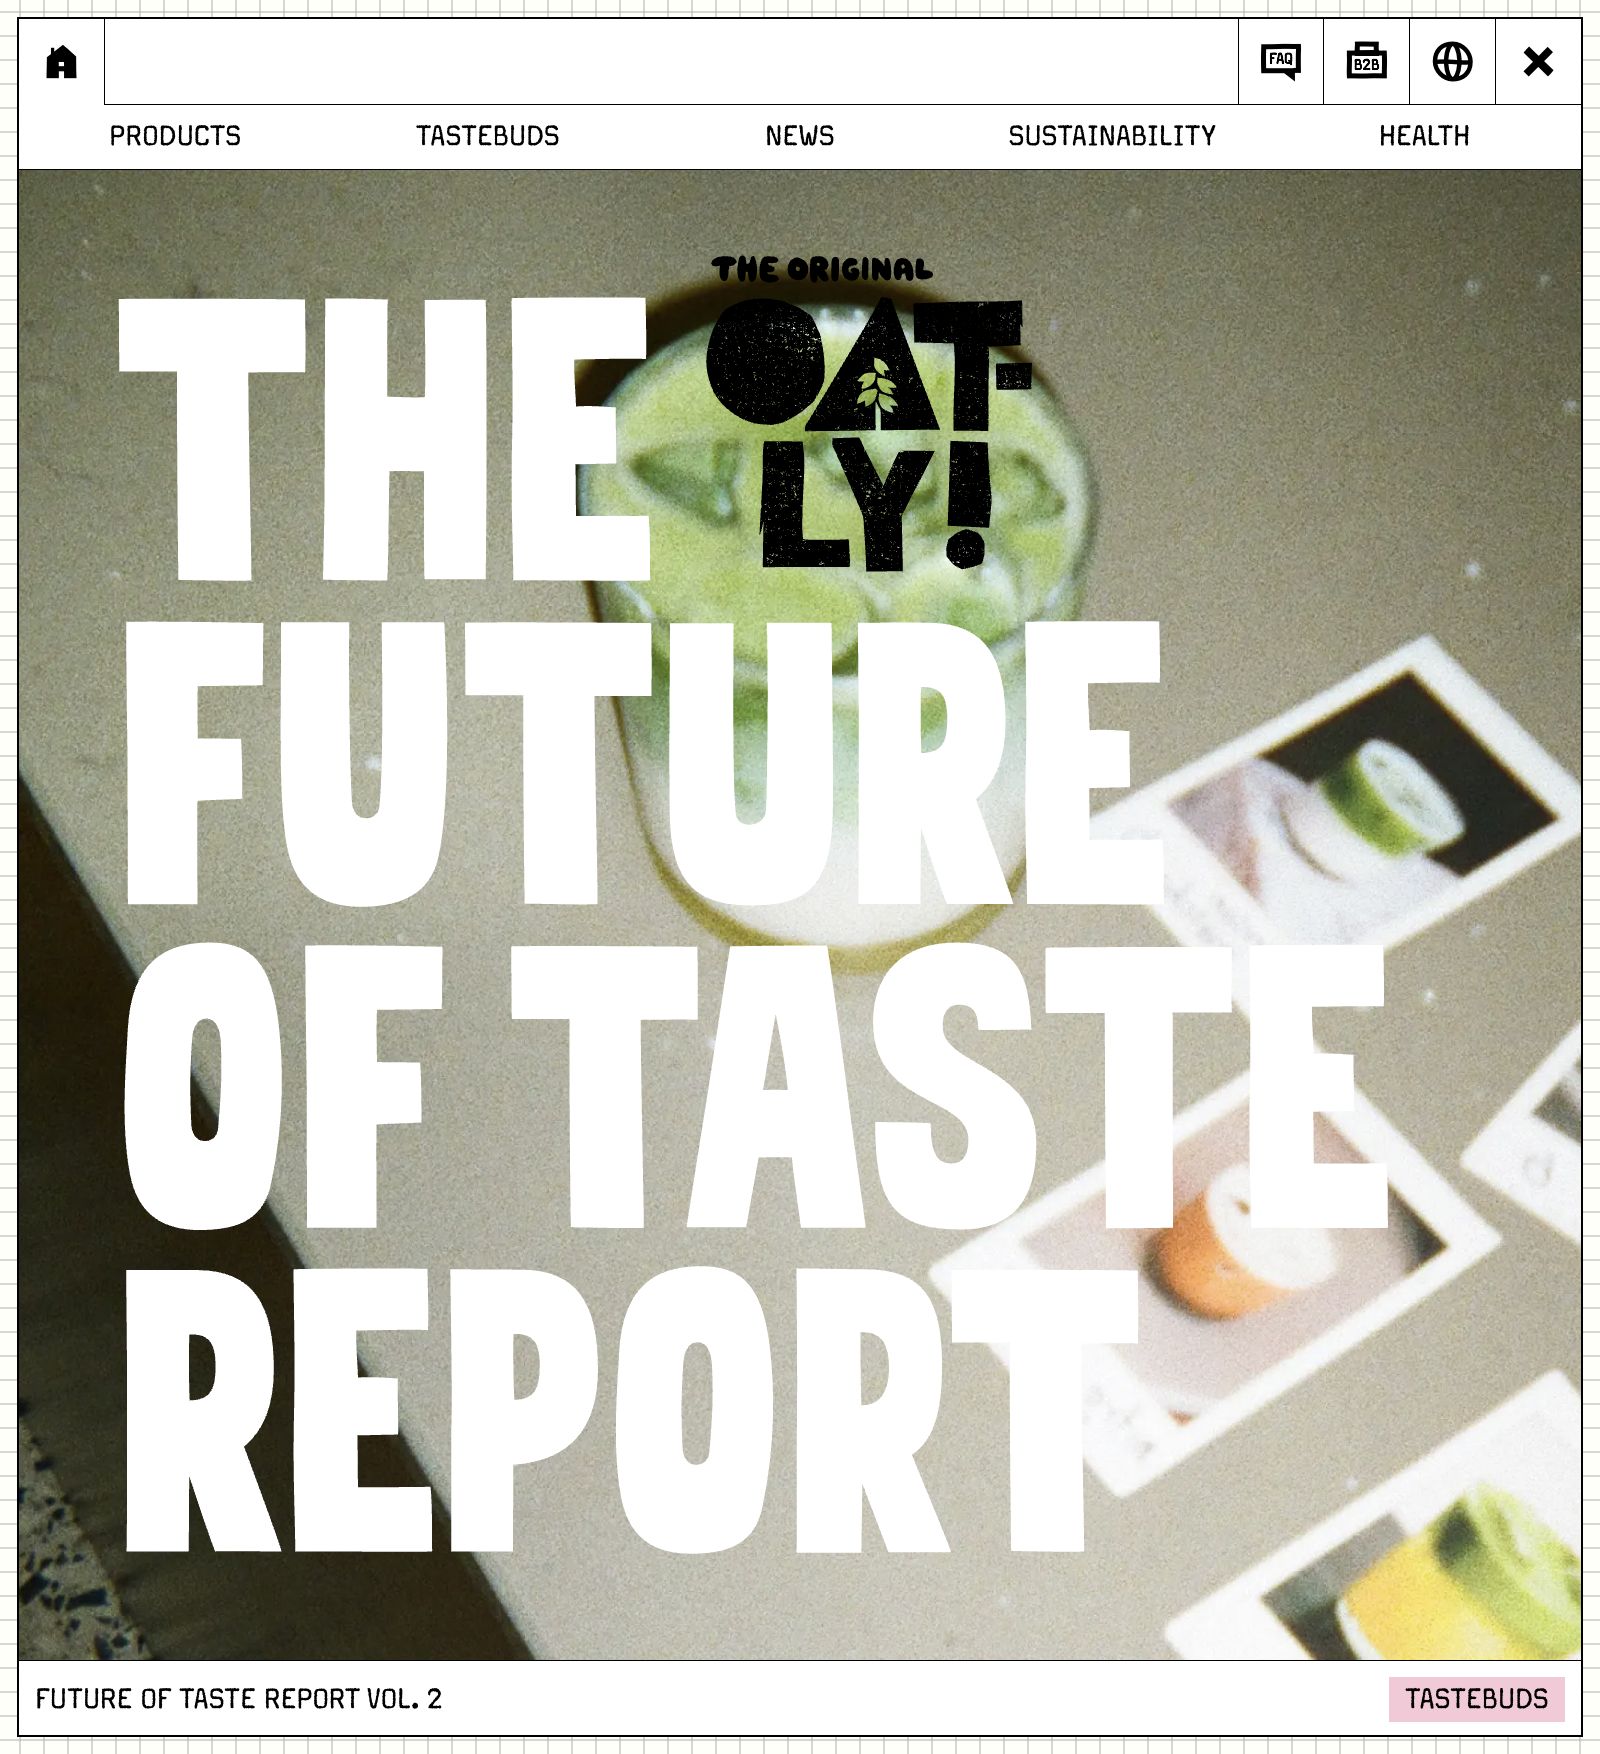 FAQ
B2B
PRODUCTS
TASTEBUDS
NEWS
SUSTAINABILITY
HEALTH
THE ORIGINAL
THE OAT-
LY!
FUTURE
OF TASTE
REPORT
FUTURE OF TASTE REPORT VOL. 2
TASTEBUDS